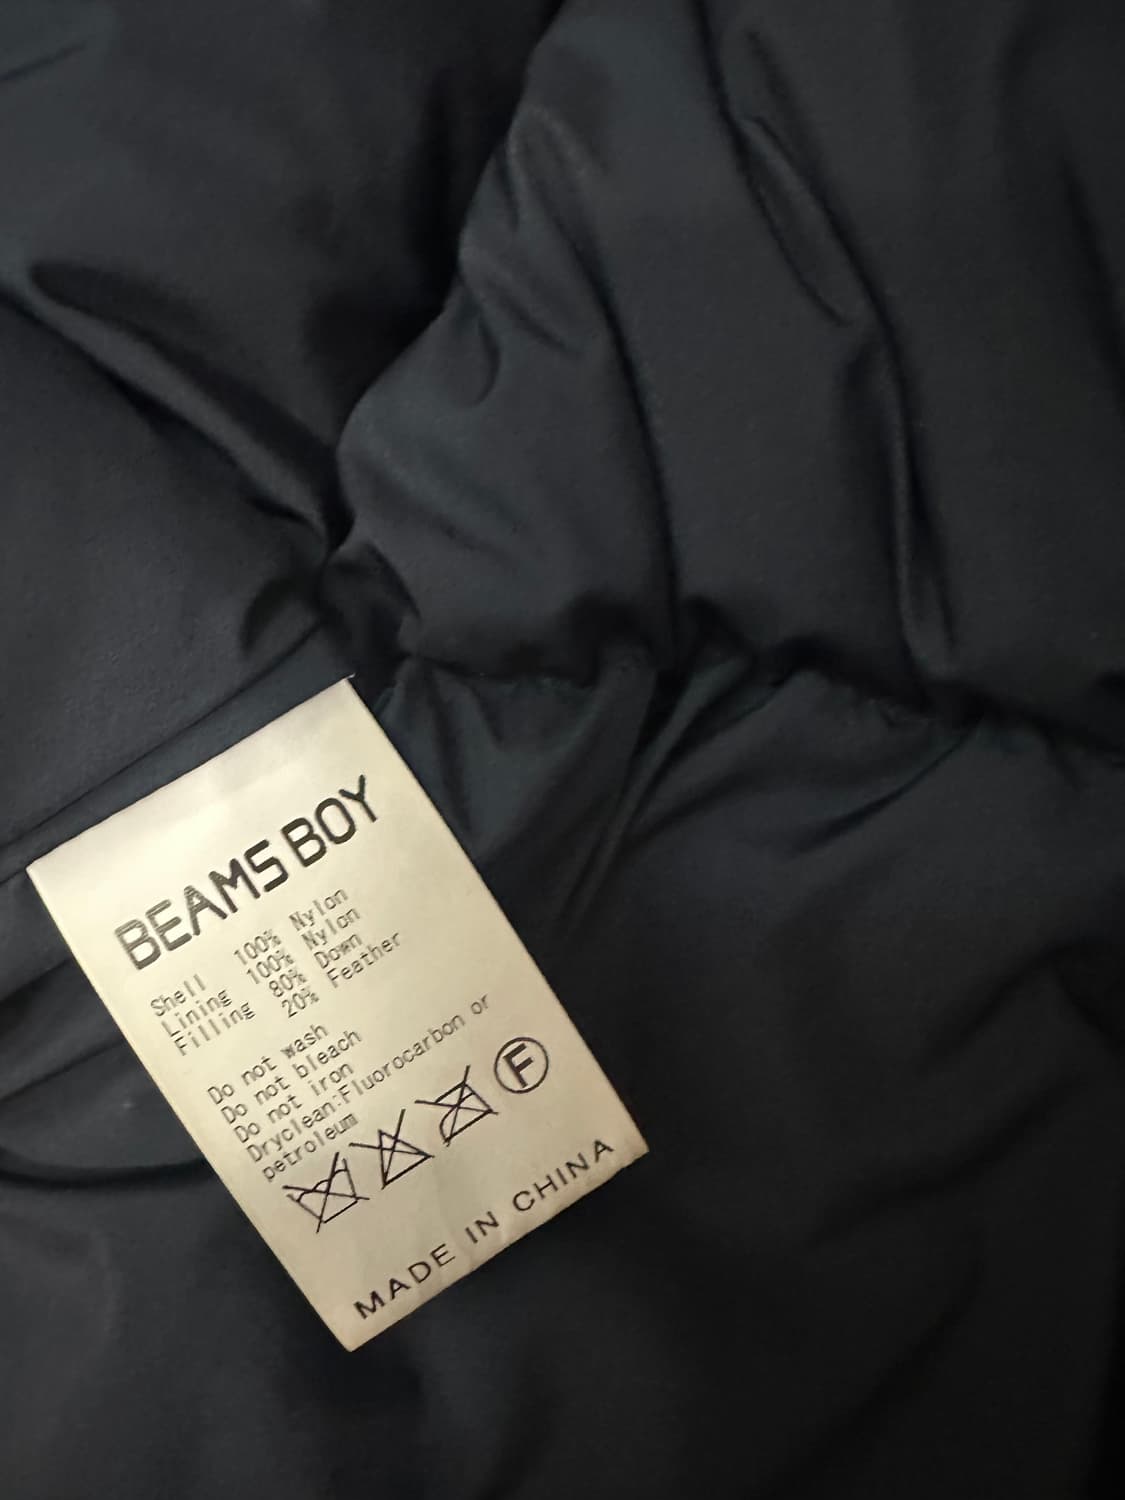 BEAMS BOY
Shell 100% Nylon
Lining 100% Nylon
Filling 80% Down
20% Feather
Do not wash
Do not bleach
Do not iron
Dryclean:Fluorocarbon or
petroleum
F
MADE IN CHINA